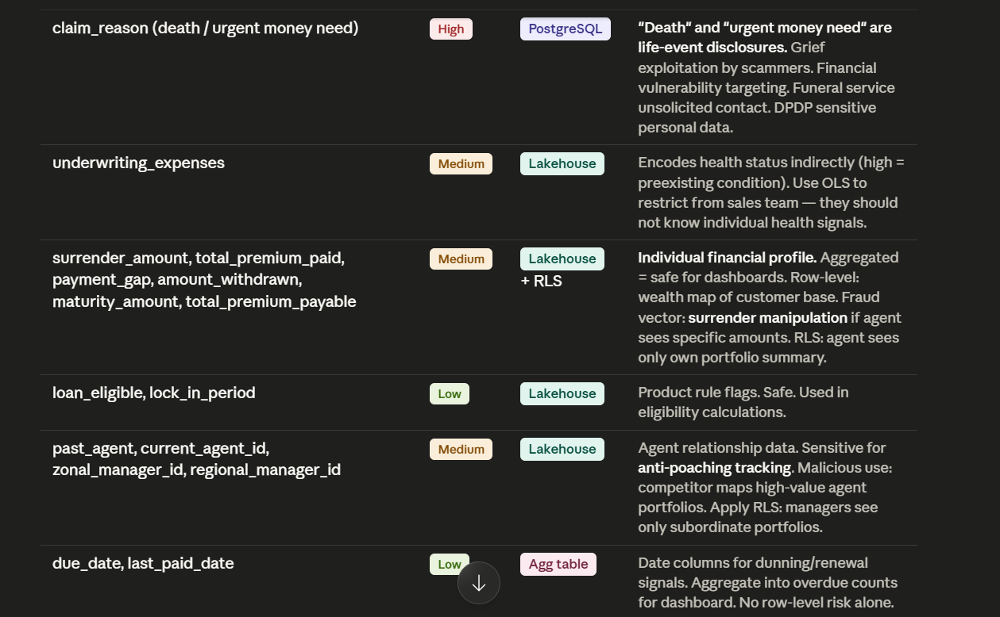 claim_reason (death / urgent money need)
High
PostgreSQL
"Death" and "urgent money need" are
life-event disclosures. Grief
exploitation by scammers. Financial
vulnerability targeting. Funeral service
unsolicited contact. DPDP sensitive
personal data.
underwriting_expenses
Medium
Lakehouse
Encodes health status indirectly (high =
preexisting condition). Use OLS to
restrict from sales team — they should
not know individual health signals.
surrender_amount, total_premium_paid,
payment_gap, amount_withdrawn,
maturity_amount, total_premium_payable
Medium
Lakehouse
+ RLS
Individual financial profile. Aggregated
= safe for dashboards. Row-level:
wealth map of customer base. Fraud
vector: surrender manipulation if agent
sees specific amounts. RLS: agent sees
only own portfolio summary.
loan_eligible, lock_in_period
Low
Lakehouse
Product rule flags. Safe. Used in
eligibility calculations.
past_agent, current_agent_id,
zonal_manager_id, regional_manager_id
Medium
Lakehouse
Agent relationship data. Sensitive for
anti-poaching tracking. Malicious use:
competitor maps high-value agent
portfolios. Apply RLS: managers see
only subordinate portfolios.
due_date, last_paid_date
Low
Agg table
Date columns for dunning/renewal
signals. Aggregate into overdue counts
for dashboard. No row-level risk alone.